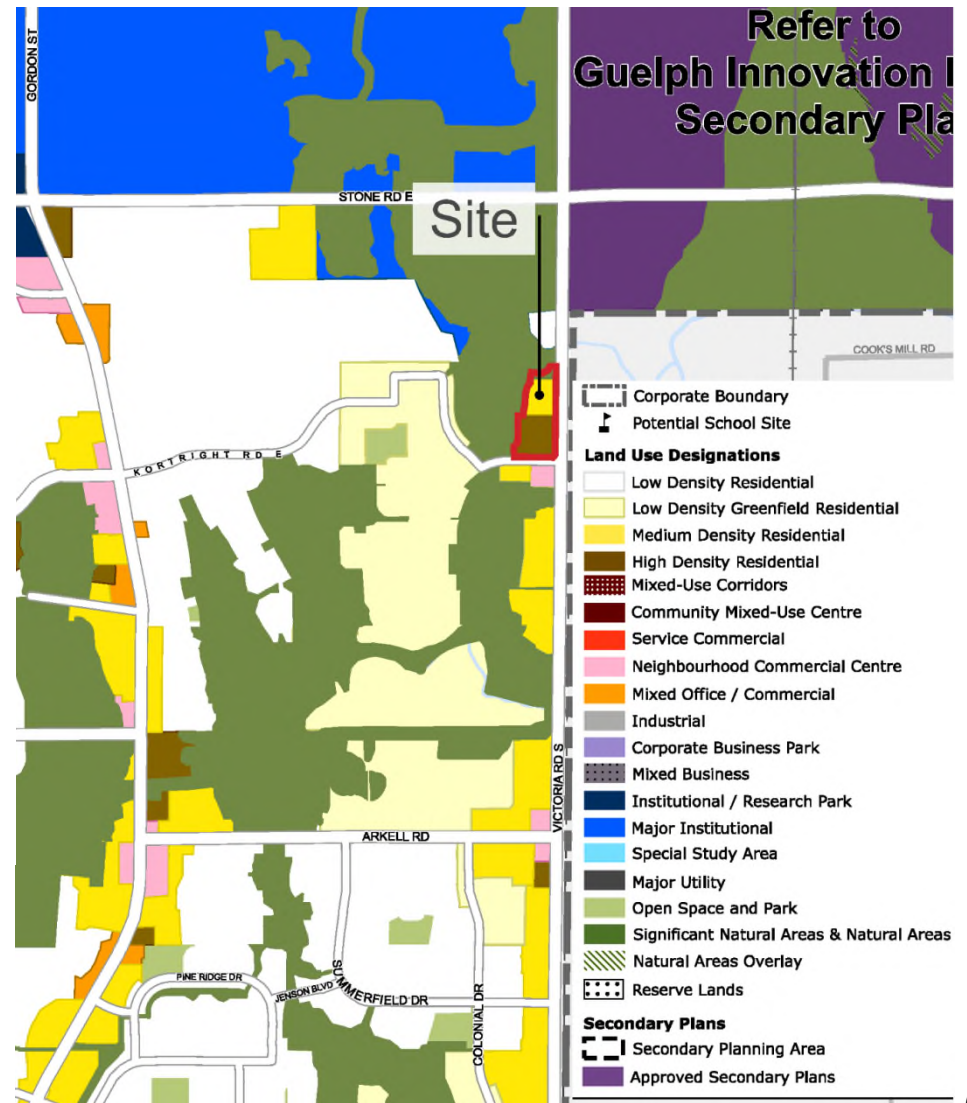 Refer to
Guelph Innovation
Secondary Pla
GORDON ST
STONE RD E
Site
COOK'S MILL RD
KORTRIGHT RD E
VICTORIA RD S
ARKELL RD
PINE RIDGE DR
JENSON BLVD
SUMMERFIELD DR
COLONIAL DR
Corporate Boundary
Potential School Site
Land Use Designations
Low Density Residential
Low Density Greenfield Residential
Medium Density Residential
High Density Residential
Mixed-Use Corridors
Community Mixed-Use Centre
Service Commercial
Neighbourhood Commercial Centre
Mixed Office / Commercial
Industrial
Corporate Business Park
Mixed Business
Institutional / Research Park
Major Institutional
Special Study Area
Major Utility
Open Space and Park
Significant Natural Areas & Natural Areas
Natural Areas Overlay
Reserve Lands
Secondary Plans
Secondary Planning Area
Approved Secondary Plans